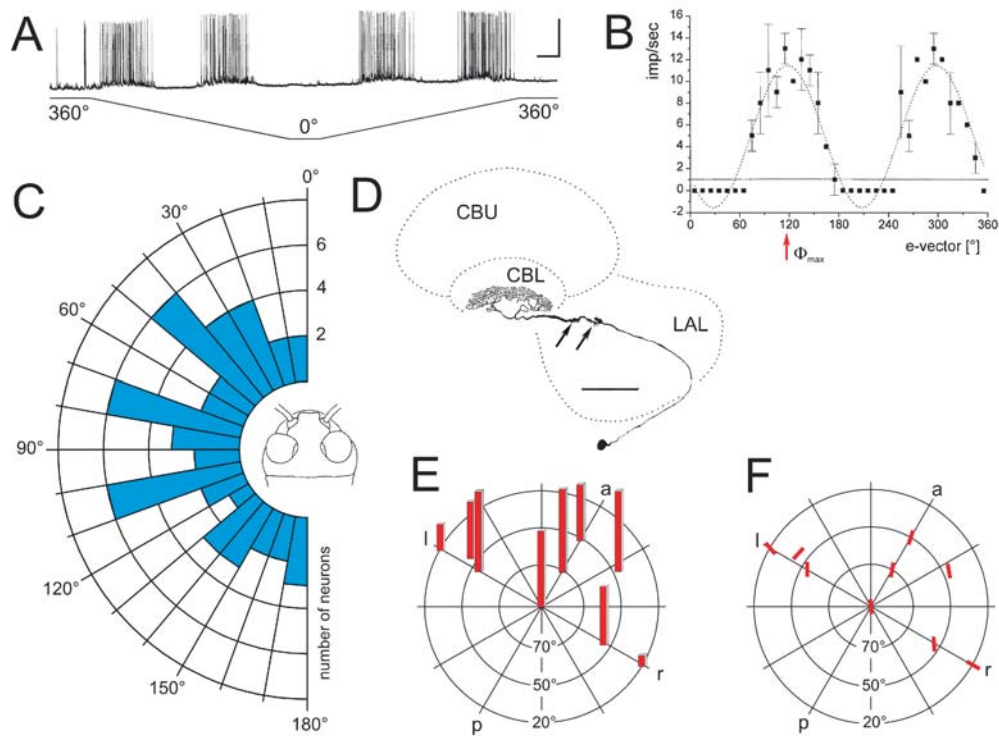 A
360°
0°
360°
B
imp/sec
16
14
12
10
8
6
4
2
0
-2
0
60
120
180
240
300
360
Φmax
e-vector [°]
C
0°
30°
60°
90°
120°
150°
180°
6
4
2
number of neurons
D
CBU
CBL
LAL
E
a
l
r
p
70°
50°
20°
F
a
l
r
p
70°
50°
20°